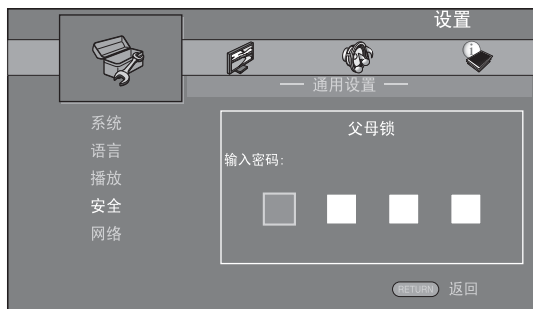 设置
— 通用设置 —
系统
语言
播放
安全
网络
父母锁
输入密码:
RETURN 返回